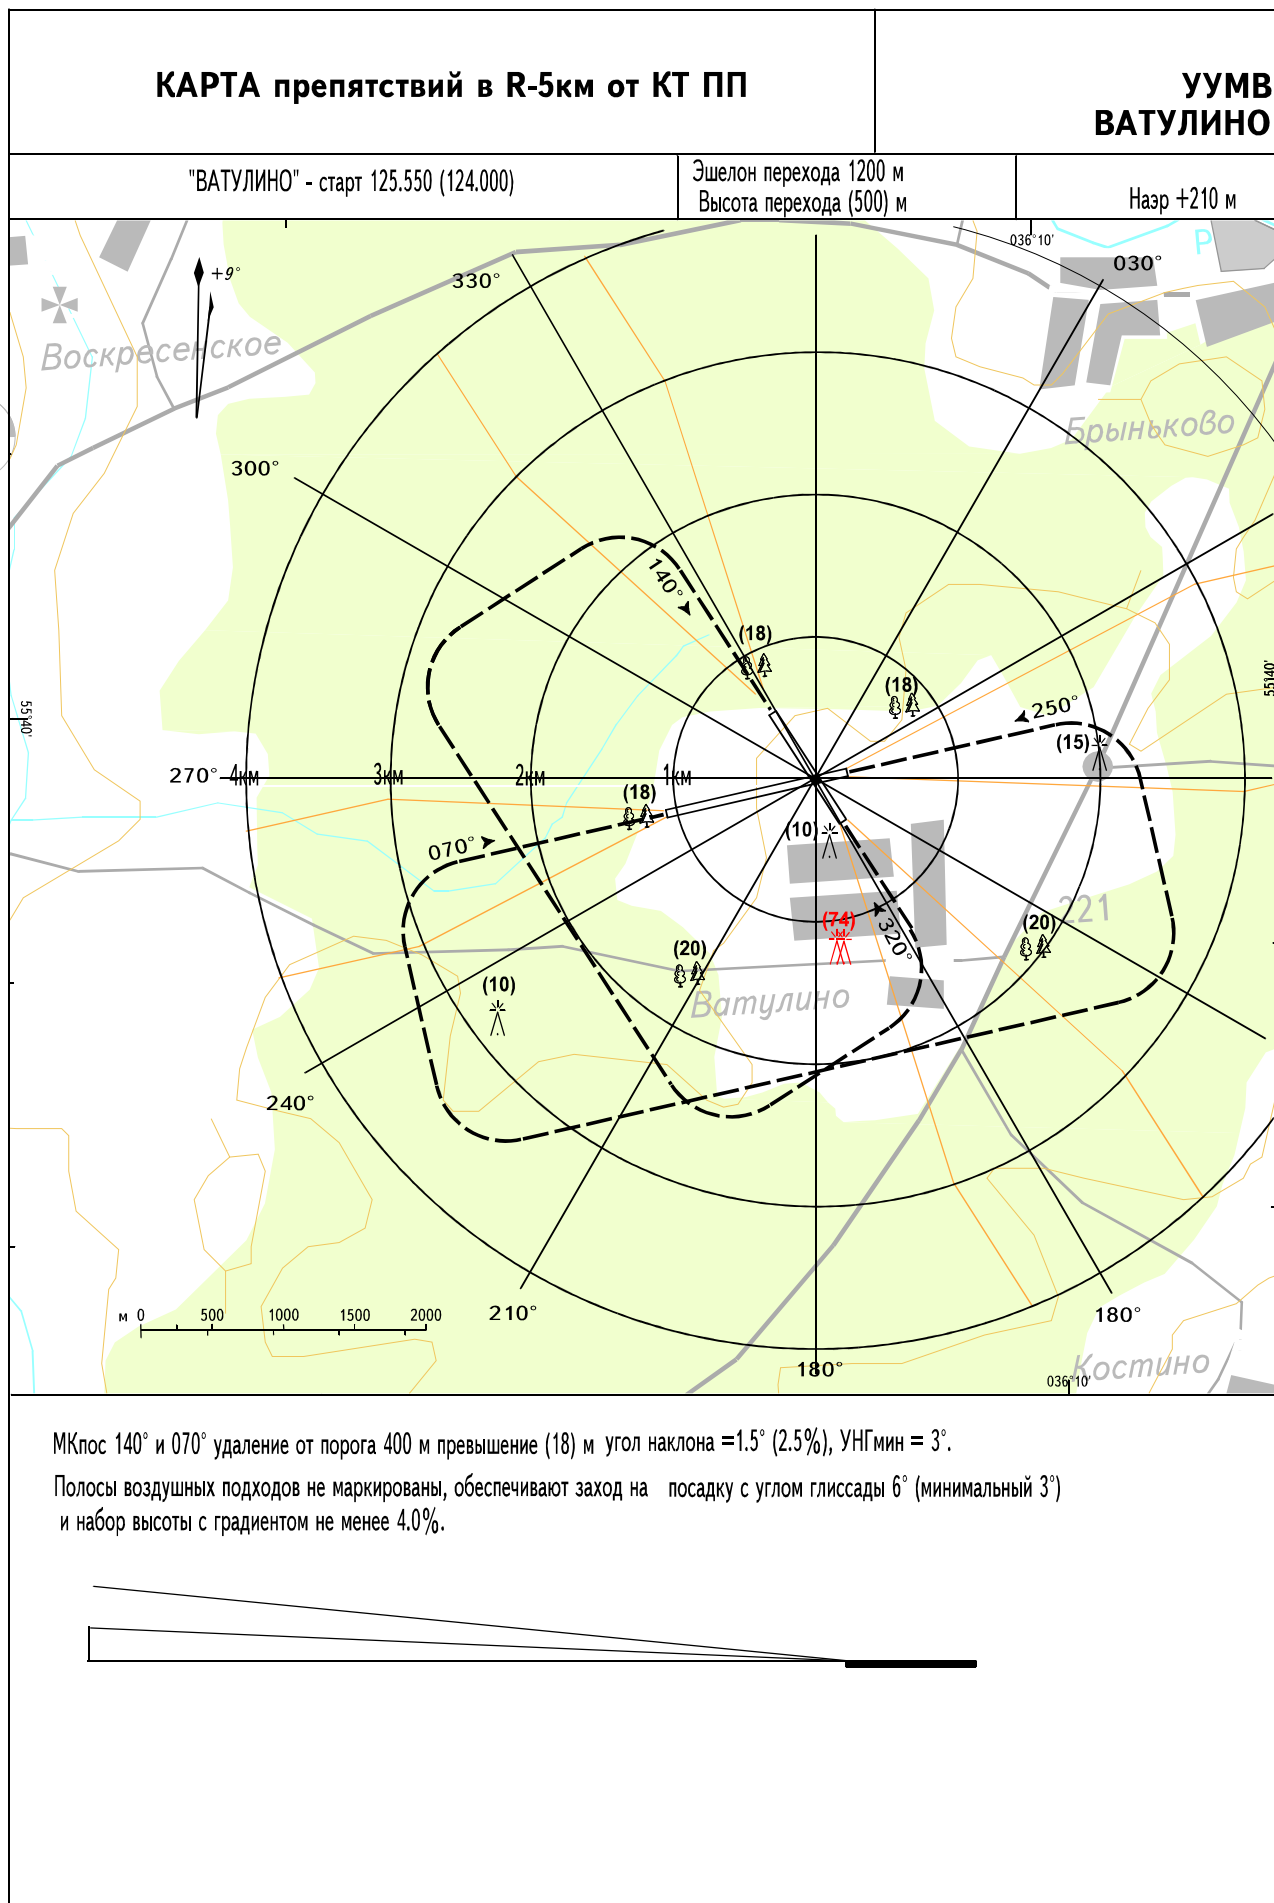 КАРТА препятствий в R-5км от КТ ПП
УУМВ
ВАТУЛИНО
"ВАТУЛИНО" - старт 125.550 (124.000)
Эшелон перехода 1200 м
Высота перехода (500) м
Наэр +210 м
036°10'
Р
030°
330°
+9°
Воскресенское
Брыньково
300°
140°
(18)
(18)
55°40'
55°40'
250°
(15)
270°
4км
3км
2км
1км
(18)
(10)
070°
221
(74)
320°
(20)
(20)
(10)
Ватулино
240°
210°
180°
м 0 500 1000 1500 2000
180°
Костино
036°10'
МКпос 140° и 070° удаление от порога 400 м превышение (18) м угол наклона =1.5° (2.5%), УНГмин = 3°.
Полосы воздушных подходов не маркированы, обеспечивают заход на посадку с углом глиссады 6° (минимальный 3°)
и набор высоты с градиентом не менее 4.0%.